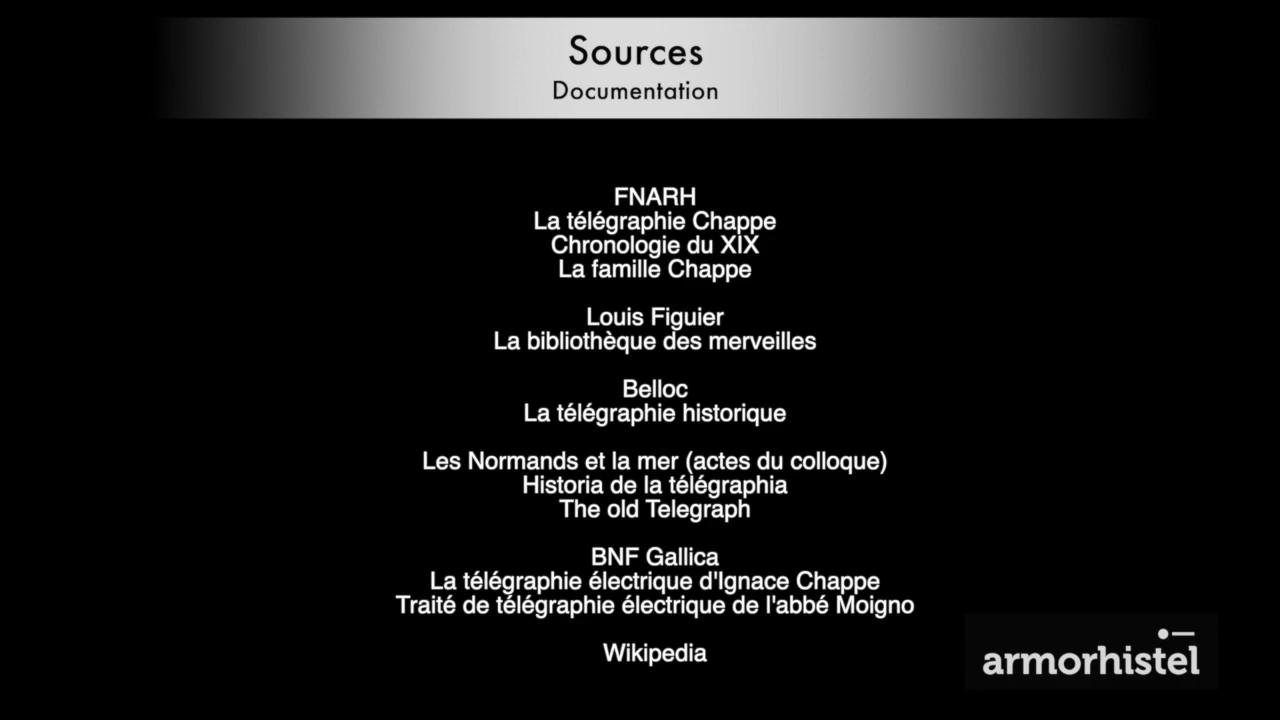 Sources
Documentation
FNARH
La télégraphie Chappe
Chronologie du XIX
La famille Chappe
Louis Figuier
La bibliothèque des merveilles
Belloc
La télégraphie historique
Les Normands et la mer (actes du colloque)
Historia de la télégraphia
The old Telegraph
BNF Gallica
La télégraphie électrique d'Ignace Chappe
Traité de télégraphie électrique de l'abbé Moigno
Wikipedia
armorhistel